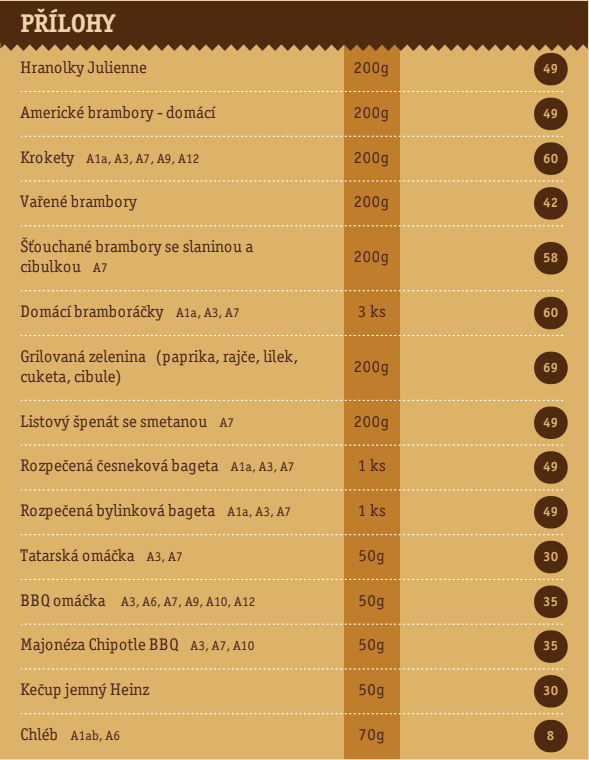 PŘÍLOHY
Hranolky Julienne 200g 49
Americké brambory - domácí 200g 49
Krokety A1a, A3, A7, A9, A12 200g 60
Vařené brambory 200g 42
Šťouchané brambory se slaninou a
cibulkou A7 200g 58
Domácí bramboráčky A1a, A3, A7 3 ks 60
Grilovaná zelenina (paprika, rajče, lilek,
cuketa, cibule) 200g 69
Listový špenát se smetanou A7 200g 49
Rozpečená česneková bageta A1a, A3, A7 1 ks 49
Rozpečená bylinková bageta A1a, A3, A7 1 ks 49
Tatarská omáčka A3, A7 50g 30
BBQ omáčka A3, A6, A7, A9, A10, A12 50g 35
Majonéza Chipotle BBQ A3, A7, A10 50g 35
Kečup jemný Heinz 50g 30
Chléb A1ab, A6 70g 8